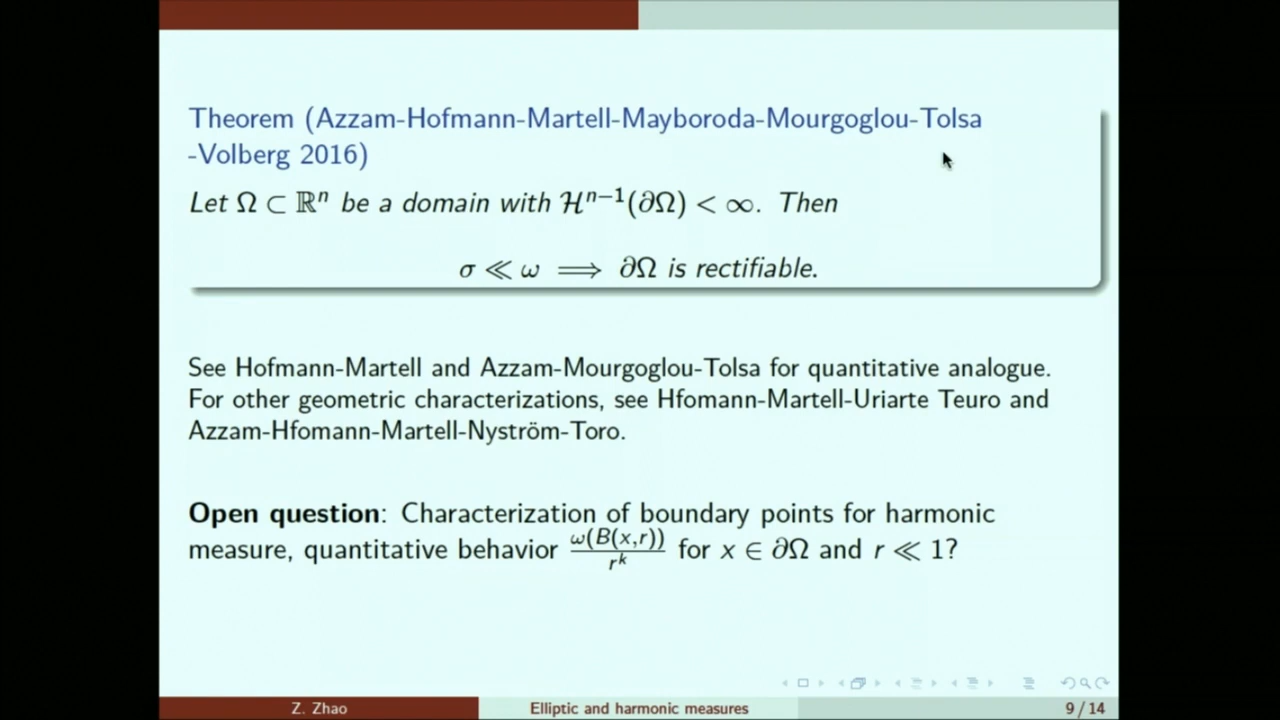 Theorem (Azzam-Hofmann-Martell-Mayboroda-Mourgoglou-Tolsa
-Volberg 2016)
Let Ω ⊂ ℝⁿ be a domain with ℋⁿ⁻¹(∂Ω) < ∞. Then
σ ≪ ω ⟹ ∂Ω is rectifiable.
See Hofmann-Martell and Azzam-Mourgoglou-Tolsa for quantitative analogue.
For other geometric characterizations, see Hfomann-Martell-Uriarte Teuro and
Azzam-Hfomann-Martell-Nyström-Toro.
Open question: Characterization of boundary points for harmonic
measure, quantitative behavior ω(B(x,r))/rᵏ for x ∈ ∂Ω and r ≪ 1?
Z. Zhao Elliptic and harmonic measures 9 / 14